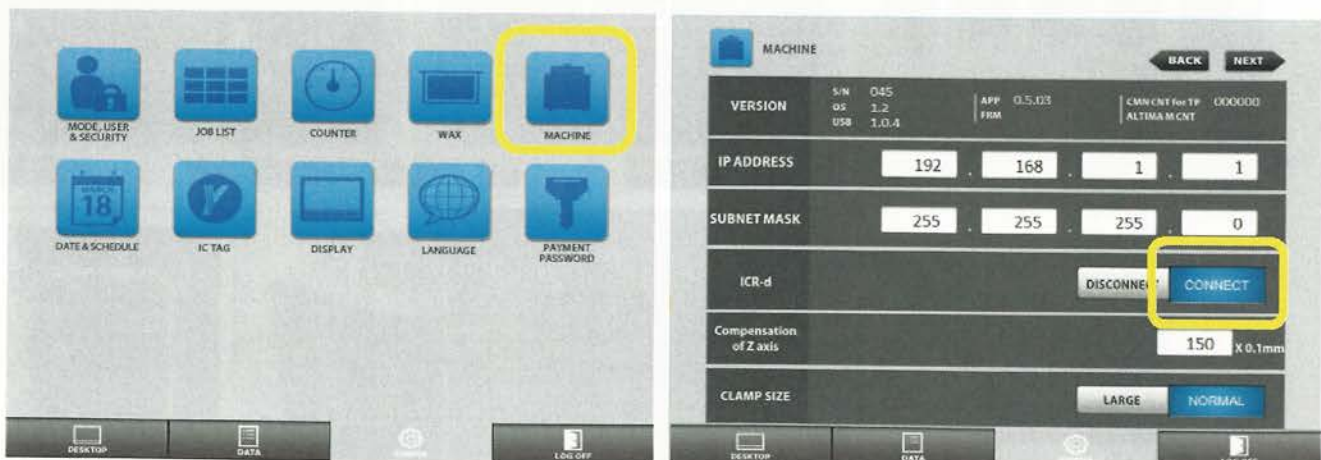 MODE, USER
& SECURITY
JOB LIST
COUNTER
WAX
MACHINE
MARCH
18
DATE & SCHEDULE
IC TAG
DISPLAY
LANGUAGE
PAYMENT
PASSWORD
DESKTOP
DATA
LOG OFF
MACHINE
BACK
NEXT
VERSION
S/N 045
OS 1.2
USB 1.0.4
APP 0.5.03
FRM
CMN CNT for TP 000000
ALTIMA M CNT
IP ADDRESS
192 . 168 . 1 . 1
SUBNET MASK
255 . 255 . 255 . 0
ICR-d
DISCONNECT
CONNECT
Compensation
of Z axis
150 X 0.1mm
CLAMP SIZE
LARGE
NORMAL
DESKTOP
DATA
LOG OFF